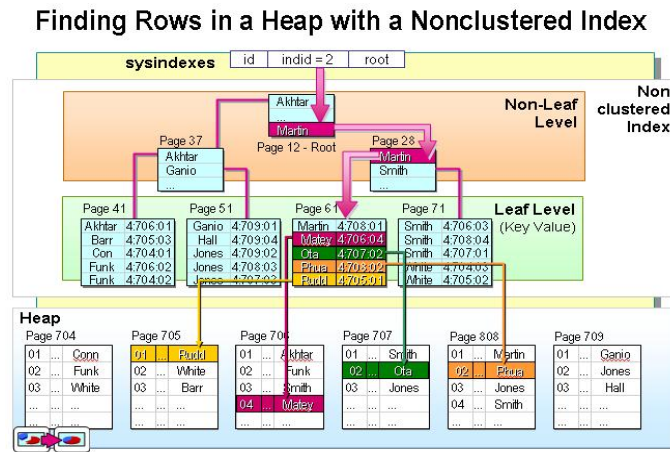 Finding Rows in a Heap with a Nonclustered Index
sysindexes id indid = 2 root
Non clustered Index
Non-Leaf Level
Akhtar
...
Martin
Page 12 - Root
Page 37
Akhtar
Ganio
...
Page 28
Martin
Smith
...
Leaf Level
(Key Value)
Page 41
Akhtar 4:706:01
Barr 4:705:03
Con 4:704:01
Funk 4:706:02
Funk 4:704:02
Page 51
Ganio 4:709:01
Hall 4:709:04
Jones 4:709:02
Jones 4:708:03
Jones 4:707:03
Page 61
Martin 4:708:01
Matey 4:706:04
Ota 4:707:02
Phua 4:708:02
Rudd 4:705:01
Page 71
Smith 4:706:03
Smith 4:708:04
Smith 4:707:01
White 4:704:03
White 4:705:02
Heap
Page 704
01 ... Conn
02 ... Funk
03 ... White
... ... ...
... ... ...
Page 705
01 ... Rudd
02 ... White
03 ... Barr
... ... ...
... ... ...
Page 706
01 ... Akhtar
02 ... Funk
03 ... Smith
04 ... Matey
... ... ...
Page 707
01 ... Smith
02 ... Ota
03 ... Jones
... ... ...
... ... ...
Page 808
01 ... Martin
02 ... Phua
03 ... Jones
04 ... Smith
... ... ...
Page 709
01 ... Ganio
02 ... Jones
03 ... Hall
... ... ...
... ... ...